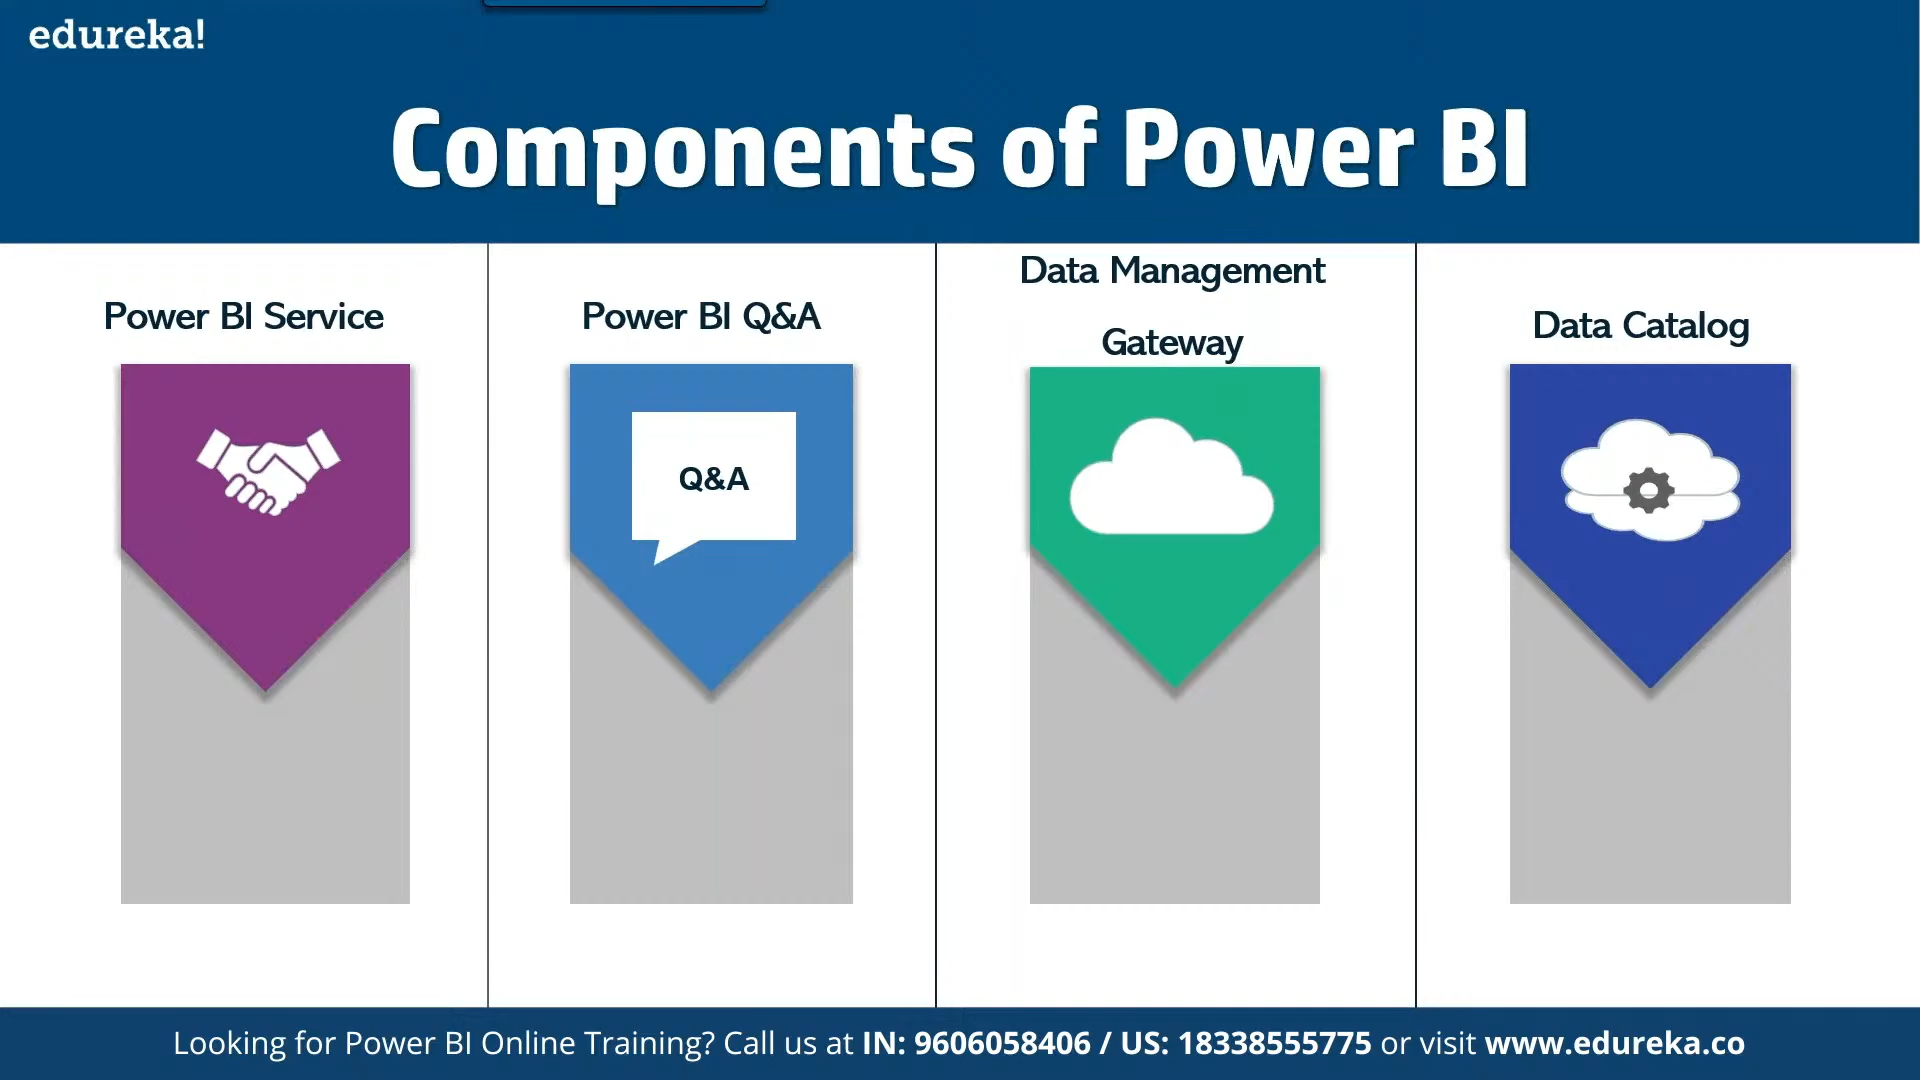 edureka!
Components of Power BI
Power BI Service
Power BI Q&A
Data Management
Gateway
Data Catalog
Q&A
Looking for Power BI Online Training? Call us at IN: 9606058406 / US: 18338555775 or visit www.edureka.co